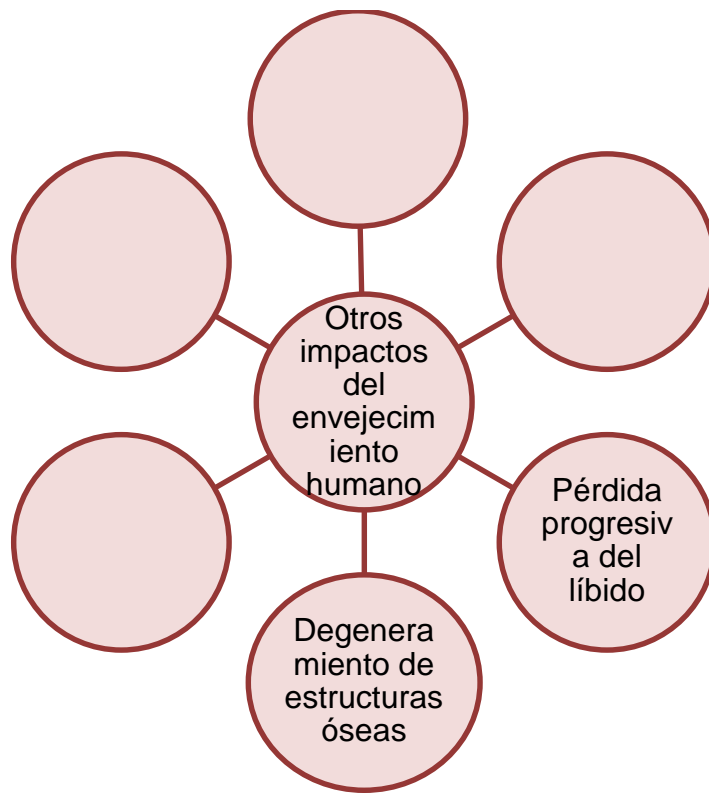 Otros
impactos
del
envejecim
iento
humano
Pérdida
progresiv
a del
líbido
Degenera
miento de
estructuras
óseas